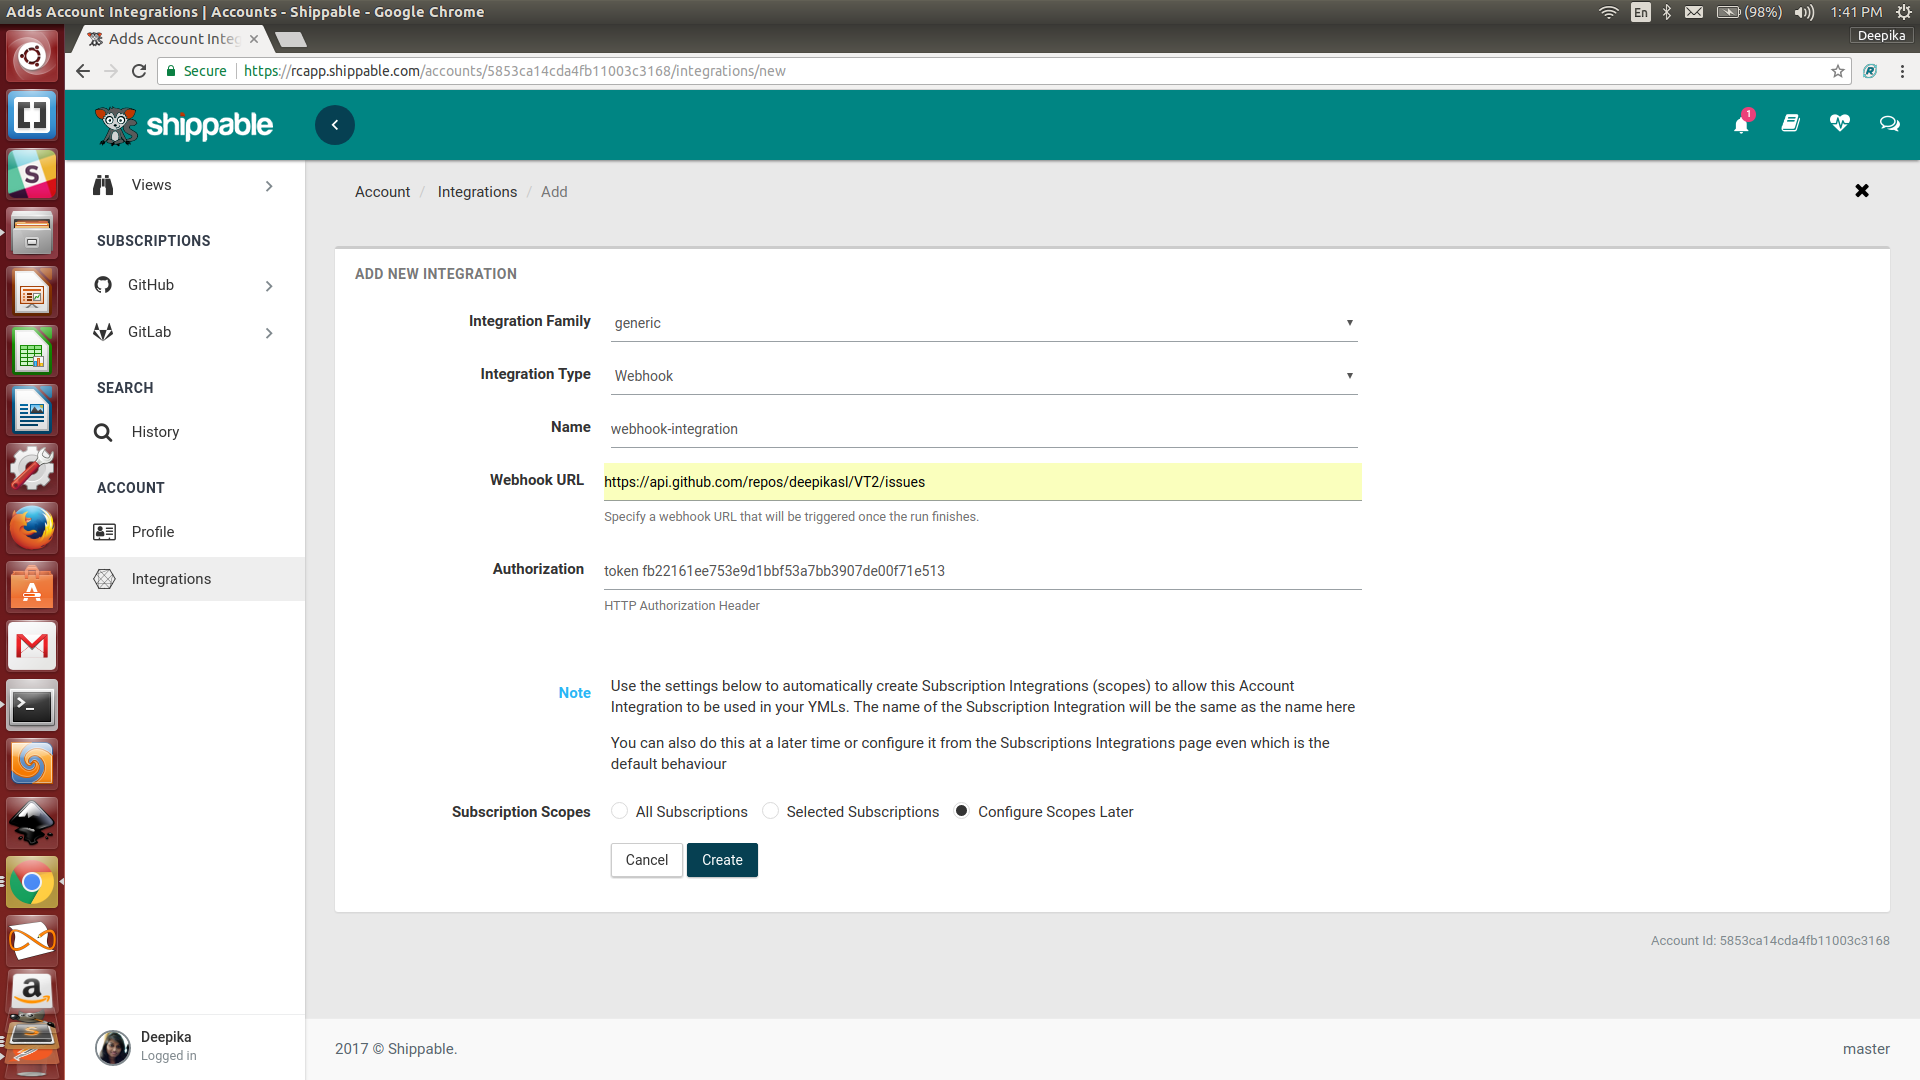 Adds Account Integrations | Accounts - Shippable - Google Chrome
En
(98%)
1:41 PM
Adds Account Integ
Deepika
Secure
https://rcapp.shippable.com/accounts/5853ca14cda4fb11003c3168/integrations/new
shippable
1
Views
SUBSCRIPTIONS
GitHub
GitLab
SEARCH
History
ACCOUNT
Profile
Integrations
Deepika
Logged in
Account / Integrations / Add
ADD NEW INTEGRATION
Integration Family
generic
Integration Type
Webhook
Name
webhook-integration
Webhook URL
https://api.github.com/repos/deepikasl/VT2/issues
Specify a webhook URL that will be triggered once the run finishes.
Authorization
token fb22161ee753e9d1bbf53a7bb3907de00f71e513
HTTP Authorization Header
Note
Use the settings below to automatically create Subscription Integrations (scopes) to allow this Account
Integration to be used in your YMLs. The name of the Subscription Integration will be the same as the name here
You can also do this at a later time or configure it from the Subscriptions Integrations page even which is the
default behaviour
Subscription Scopes
All Subscriptions
Selected Subscriptions
Configure Scopes Later
Cancel
Create
Account Id: 5853ca14cda4fb11003c3168
2017 © Shippable.
master